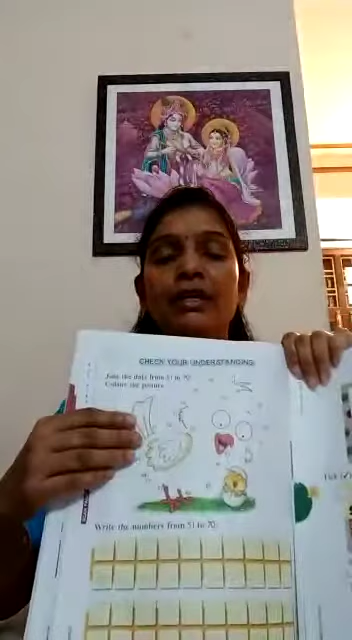 CHECK YOUR UNDERSTANDING
Join the dots from 51 to 70.
Colour the picture.
Write the numbers from 51 to 70.
Tick (✓)